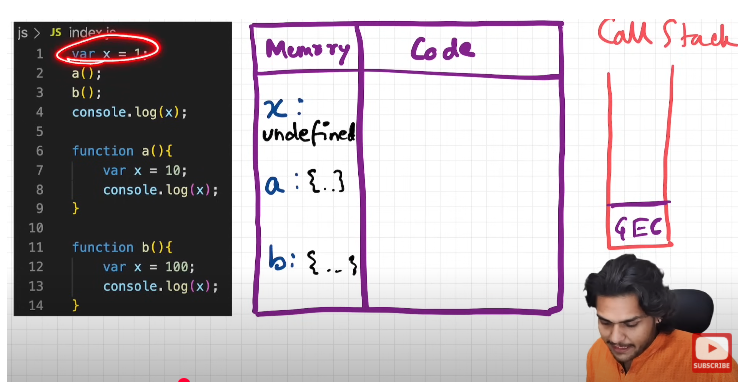 js > JS index.js
1 var x = 1;
2 a();
3 b();
4 console.log(x);
5
6 function a(){
7 var x = 10;
8 console.log(x);
9 }
10
11 function b(){
12 var x = 100;
13 console.log(x);
14 }
Memory Code
x:
undefined
a: {..}
b: {...}
Call Stack
GEC
SUBSCRIBE